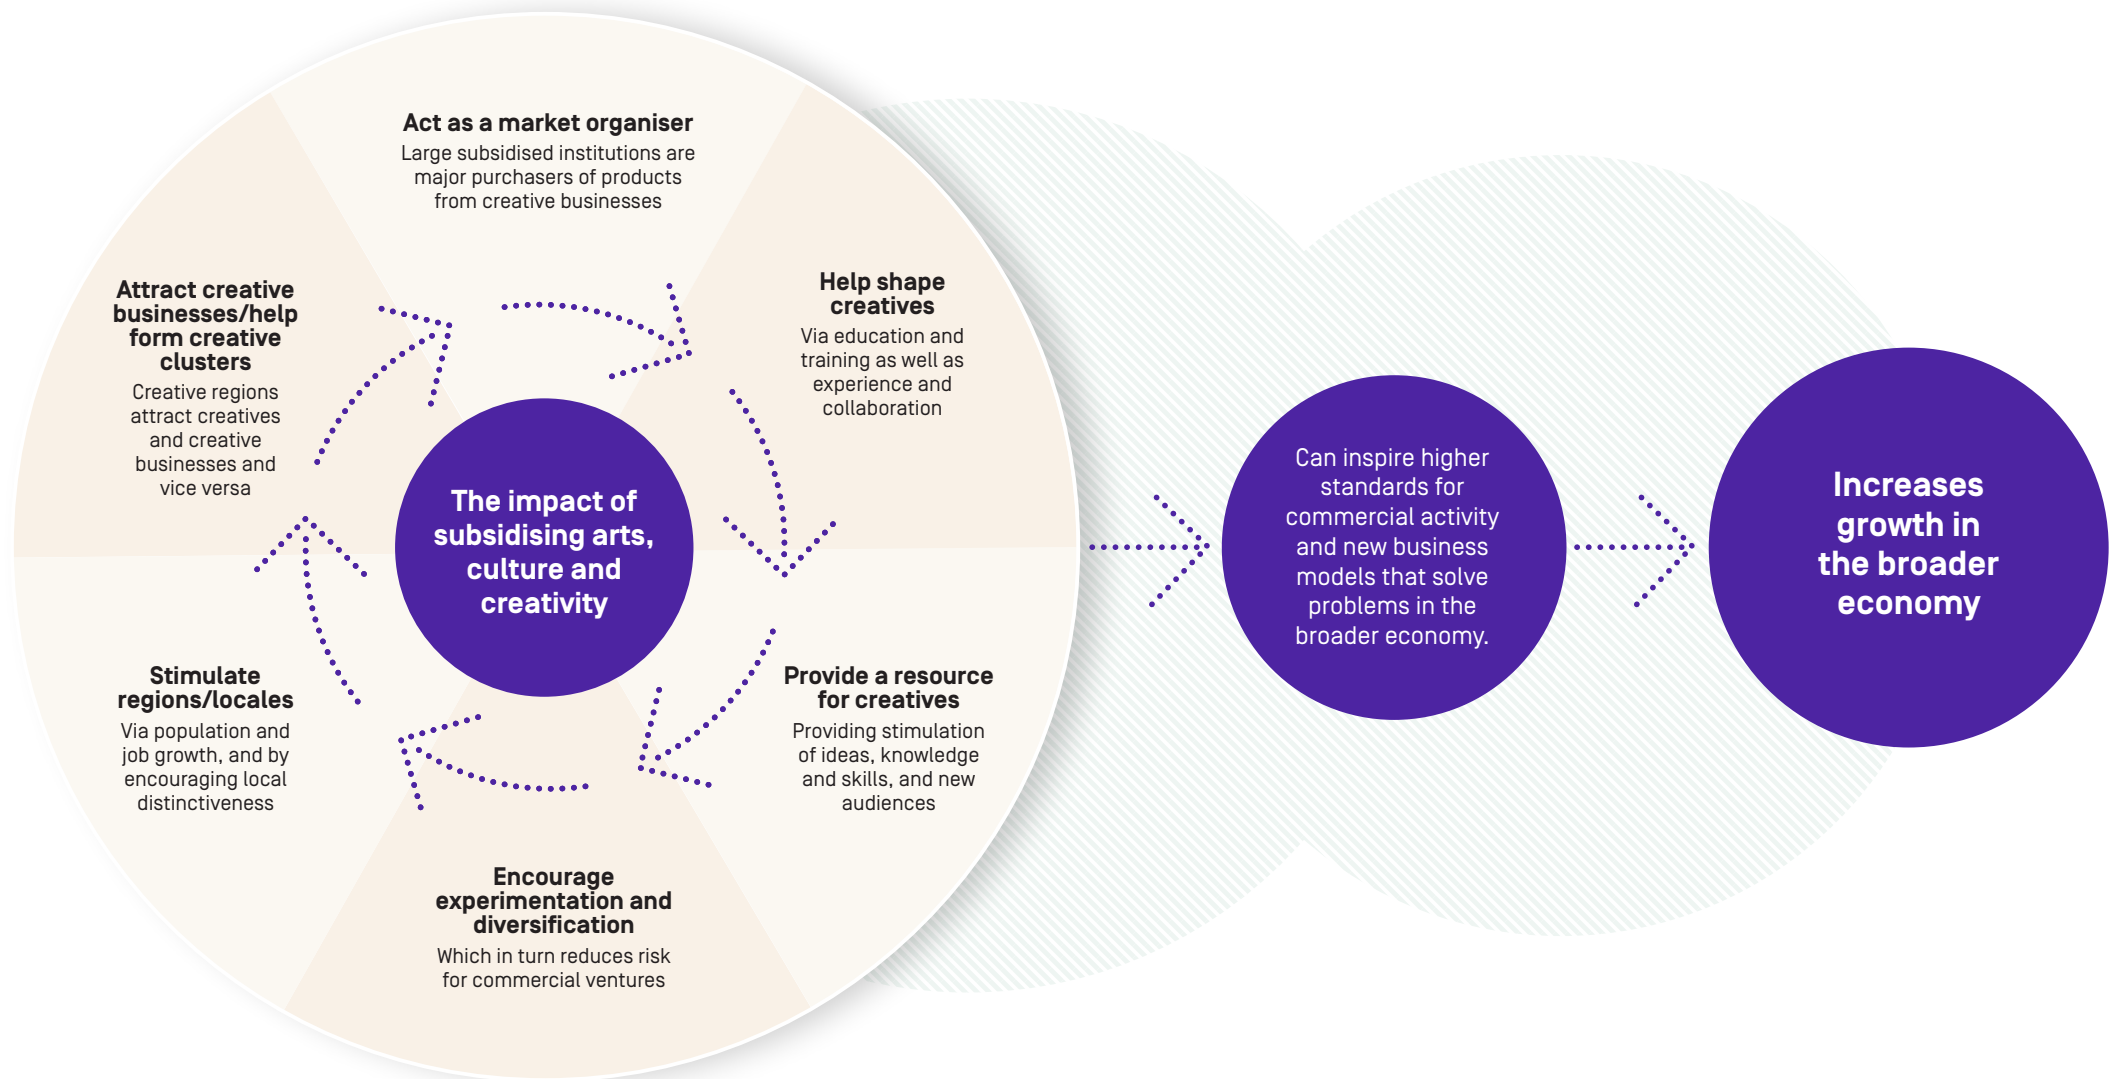 Act as a market organiser
Large subsidised institutions are
major purchasers of products
from creative businesses
Help shape
creatives
Via education and
training as well as
experience and
collaboration
Provide a resource
for creatives
Providing stimulation
of ideas, knowledge
and skills, and new
audiences
Encourage
experimentation and
diversification
Which in turn reduces risk
for commercial ventures
Stimulate
regions/locales
Via population and
job growth, and by
encouraging local
distinctiveness
Attract creative
businesses/help
form creative
clusters
Creative regions
attract creatives
and creative
businesses and
vice versa
The impact of
subsidising arts,
culture and
creativity
Can inspire higher
standards for
commercial activity
and new business
models that solve
problems in the
broader economy.
Increases
growth in
the broader
economy